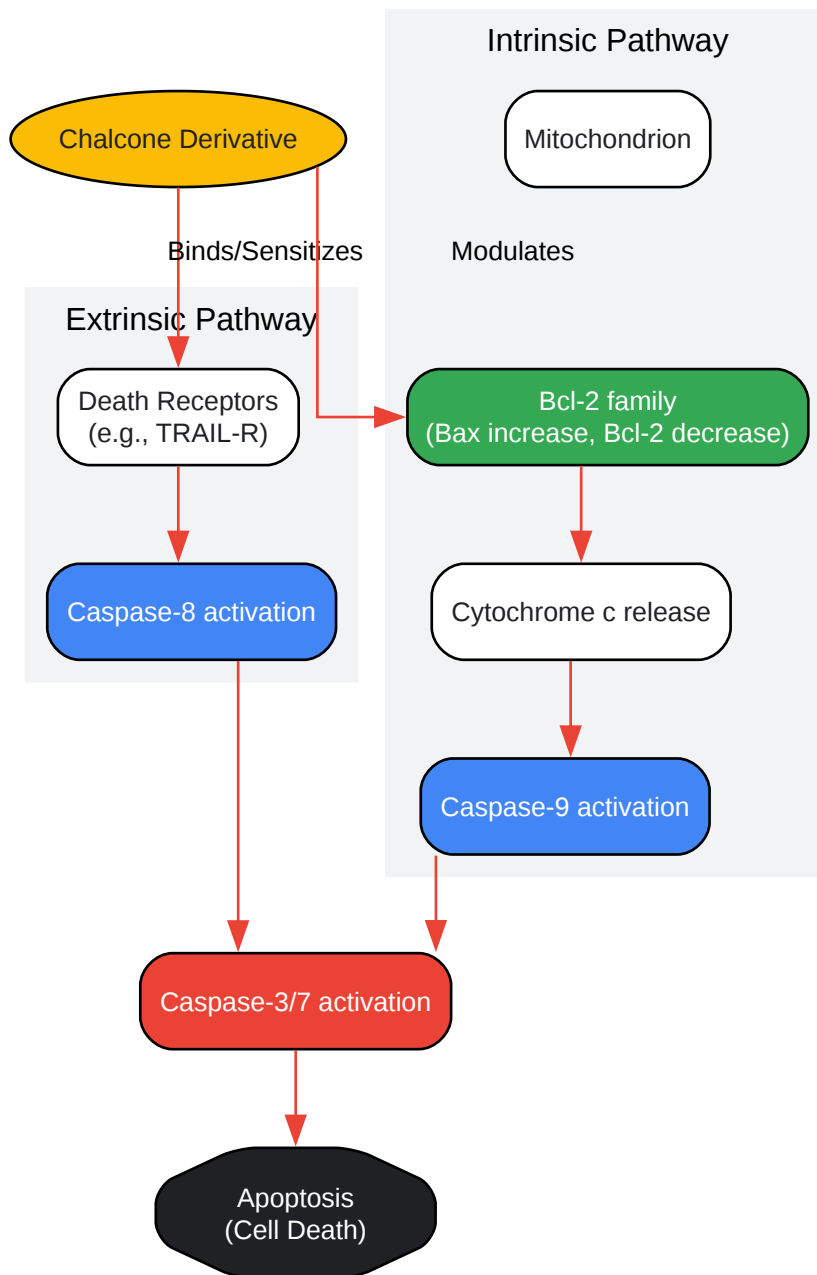 Intrinsic Pathway
Chalcone Derivative
Mitochondrion
Binds/Sensitizes
Modulates
Extrinsic Pathway
Death Receptors
(e.g., TRAIL-R)
Bcl-2 family
(Bax increase, Bcl-2 decrease)
Caspase-8 activation
Cytochrome c release
Caspase-9 activation
Caspase-3/7 activation
Apoptosis
(Cell Death)